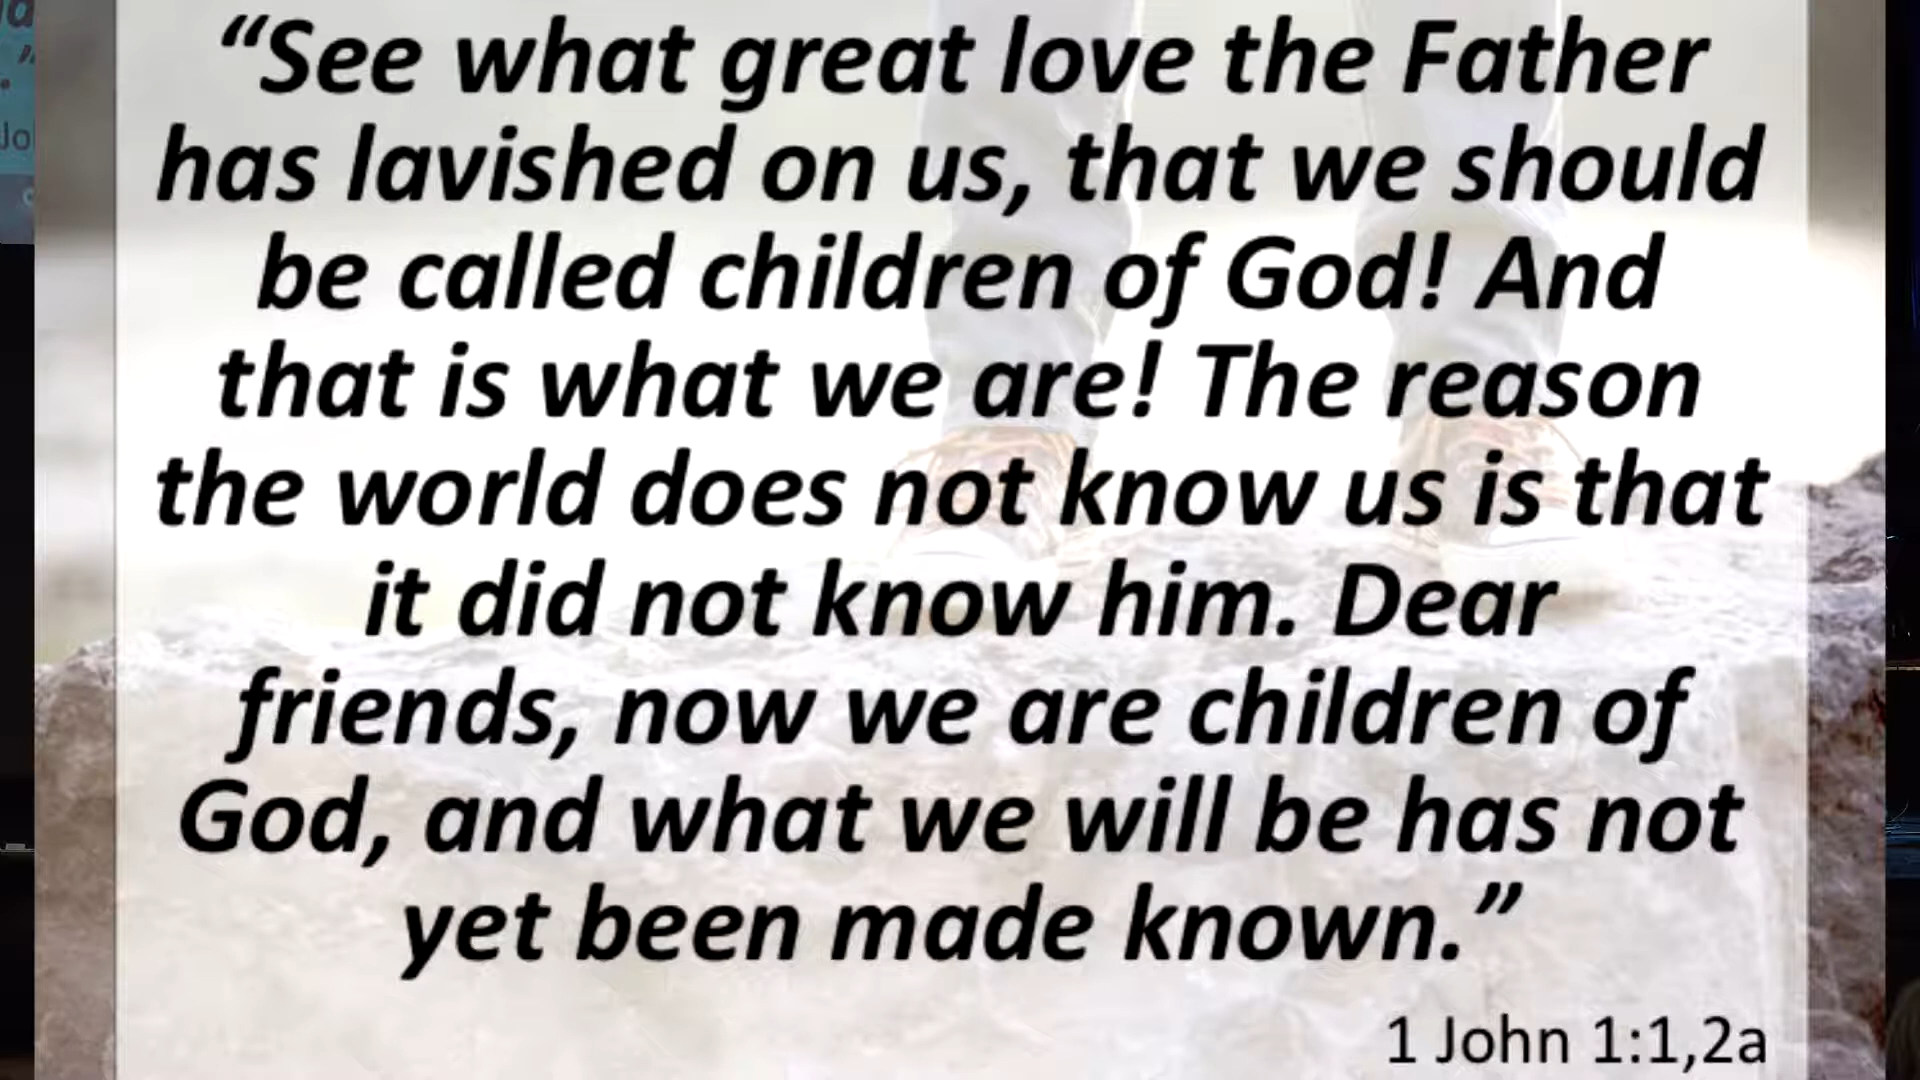 “See what great love the Father
has lavished on us, that we should
be called children of God! And
that is what we are! The reason
the world does not know us is that
it did not know him. Dear
friends, now we are children of
God, and what we will be has not
yet been made known.”
1 John 1:1,2a